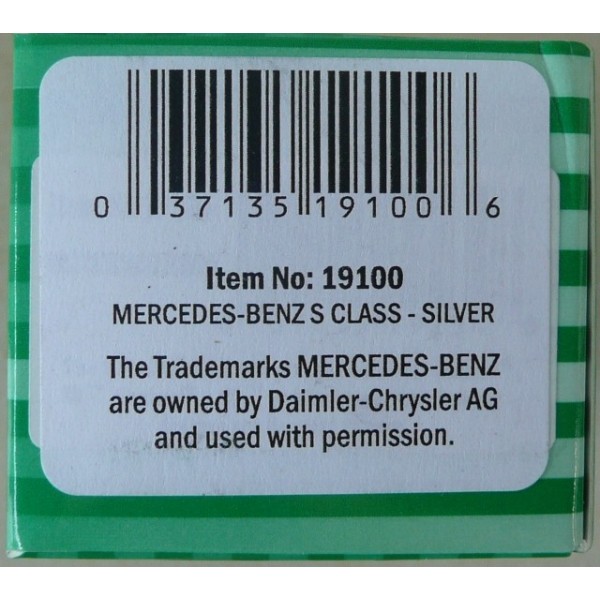 0 37135 19100 6
Item No: 19100
MERCEDES-BENZ S CLASS - SILVER
The Trademarks MERCEDES-BENZ
are owned by Daimler-Chrysler AG
and used with permission.